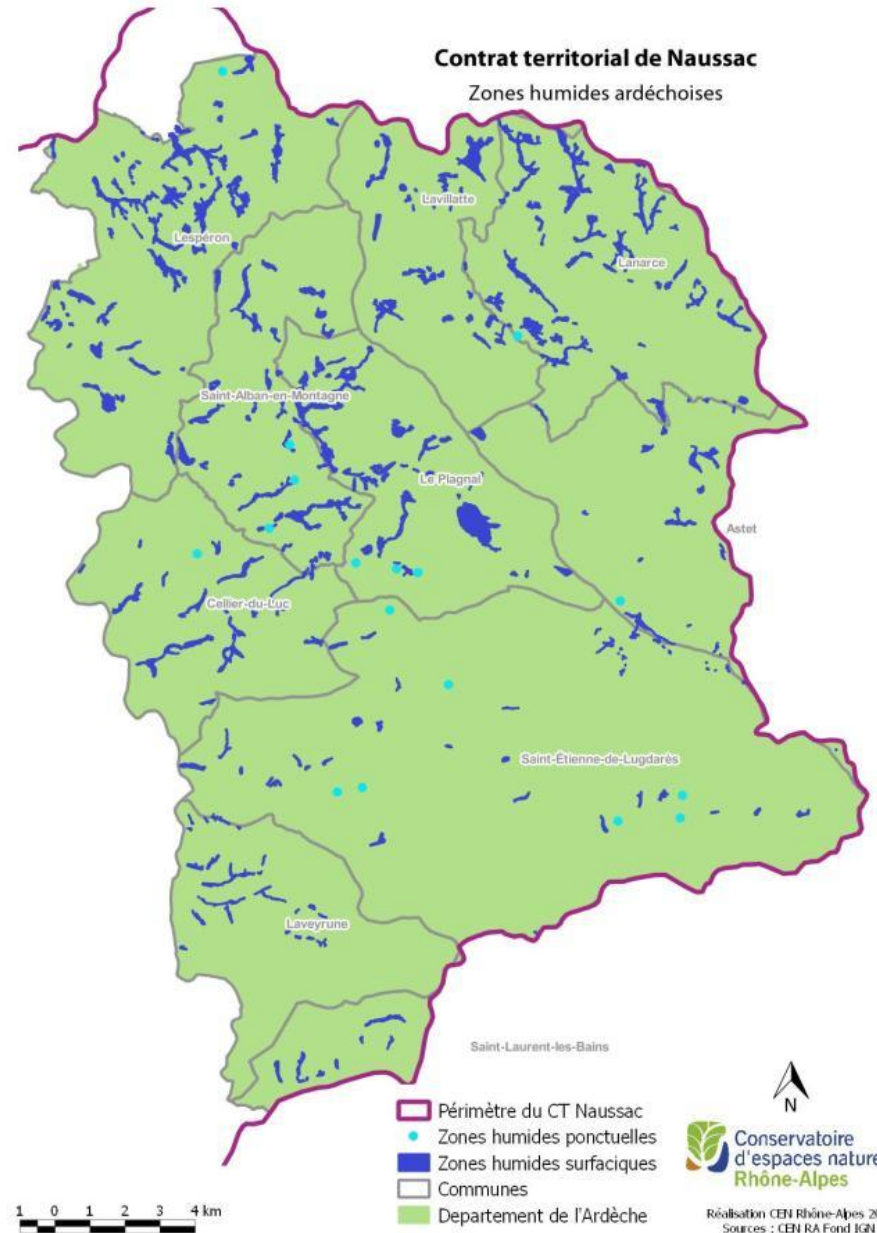 Contrat territorial de Naussac
Zones humides ardéchoises
Lavillatte
Lespéron
Lanarce
Saint-Alban-en-Montagne
Le Plagnal
Astet
Cellier-du-Luc
Saint-Étienne-de-Lugdarès
Laveyrune
Saint-Laurent-les-Bains
N
Périmètre du CT Naussac
Zones humides ponctuelles
Zones humides surfaciques
Communes
Departement de l'Ardèche
Conservatoire
d'espaces nature
Rhône-Alpes
1 0 1 2 3 4 km
Réalisation CEN Rhône-Alpes 20
Sources : CEN RA Fond IGN